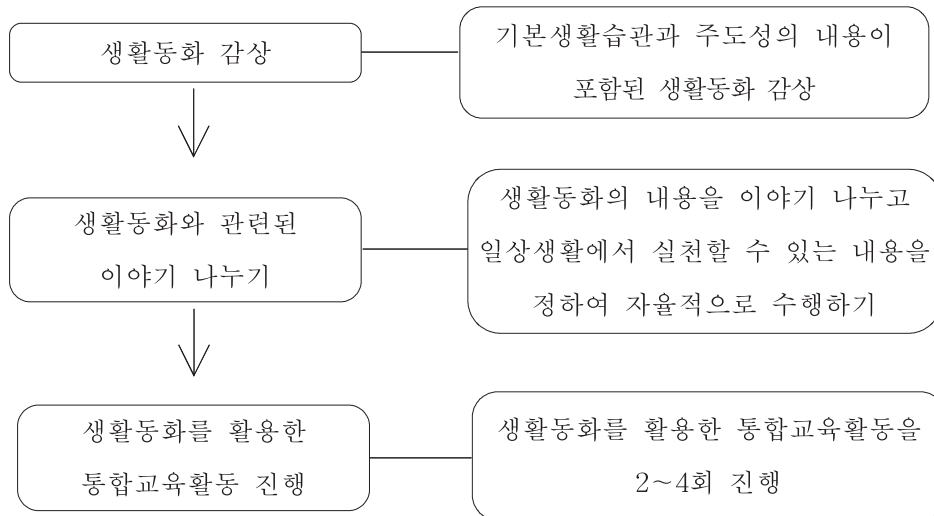 생활동화 감상
기본생활습관과 주도성의 내용이
포함된 생활동화 감상
생활동화와 관련된
이야기 나누기
생활동화의 내용을 이야기 나누고
일상생활에서 실천할 수 있는 내용을
정하여 자율적으로 수행하기
생활동화를 활용한
통합교육활동 진행
생활동화를 활용한 통합교육활동을
2~4회 진행